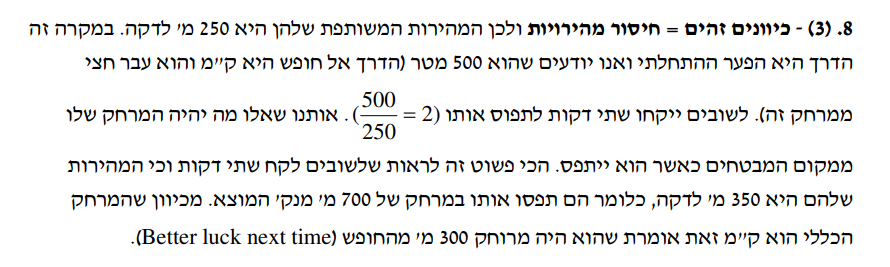 8. (3) - כיוונים זהים = חיסור מהירויות ולכן המהירות המשותפת שלהן היא 250 מ׳ לדקה. במקרה זה
הדרך היא הפער ההתחלתי ואנו יודעים שהוא 500 מטר (הדרך אל חופש היא ק״מ והוא עבר חצי
ממרחק זה). לשובים ייקחו שתי דקות לתפוס אותו (500/250 = 2). אותנו שאלו מה יהיה המרחק שלו
ממקום המבטחים כאשר הוא ייתפס. הכי פשוט זה לראות שלשובים לקח שתי דקות וכי המהירות
שלהם היא 350 מ׳ לדקה, כלומר הם תפסו אותו במרחק של 700 מ׳ מנק׳ המוצא. מכיוון שהמרחק
הכללי הוא ק״מ זאת אומרת שהוא היה מרוחק 300 מ׳ מהחופש (Better luck next time).